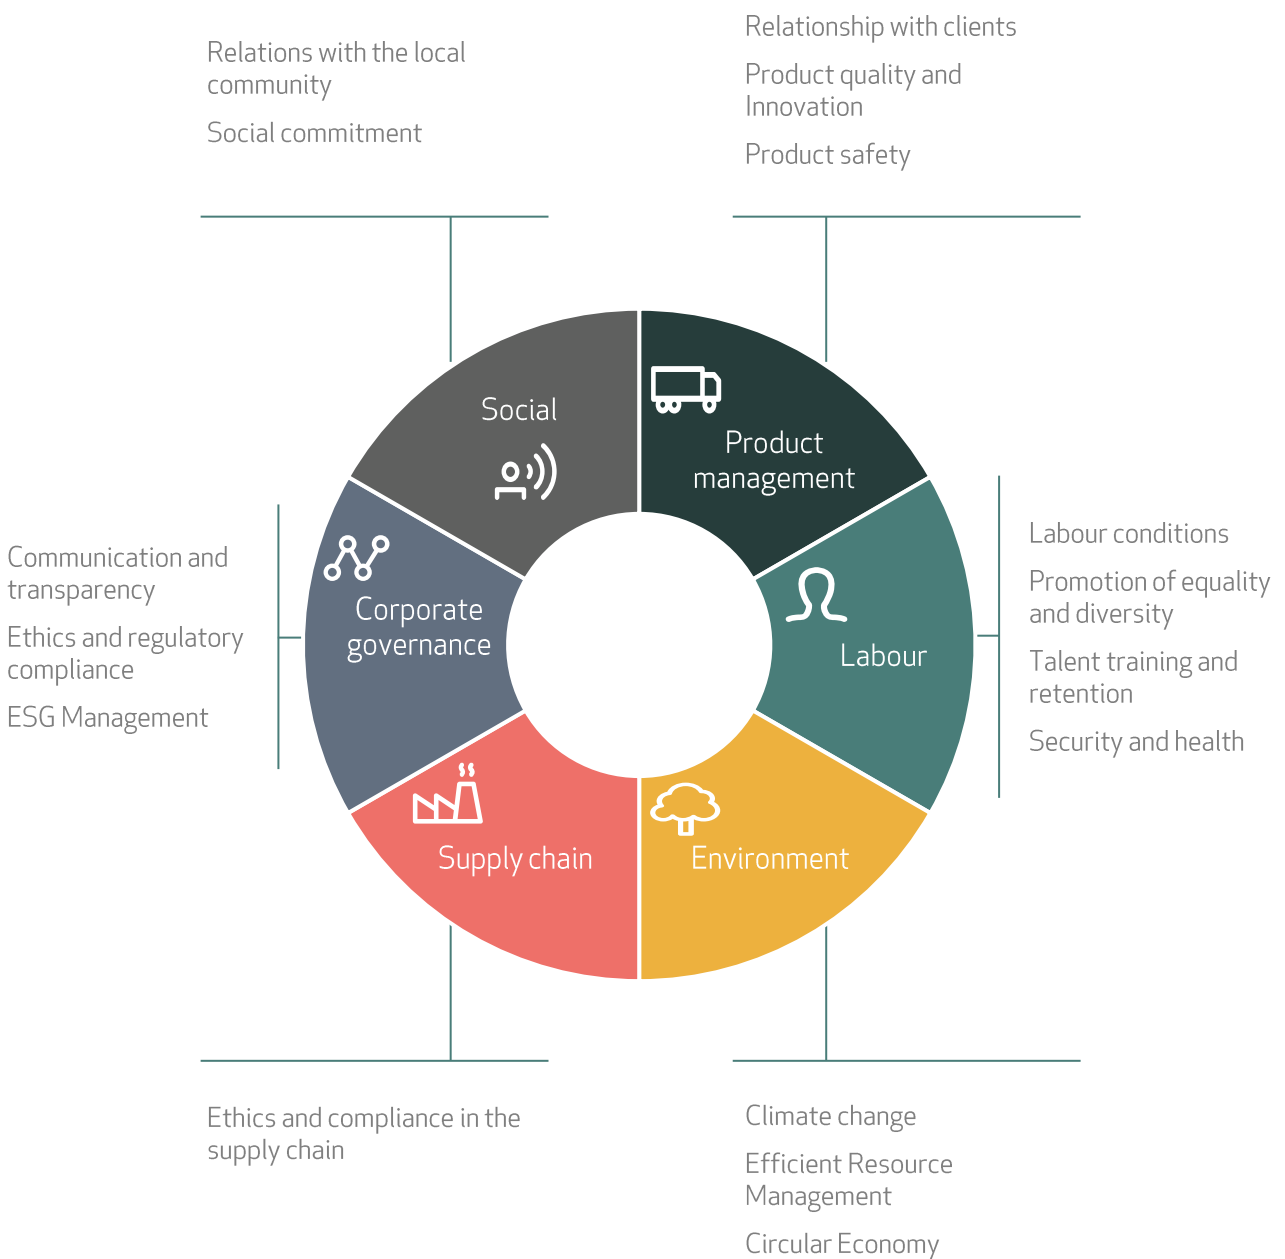 Relations with the local
community
Social commitment
Relationship with clients
Product quality and
Innovation
Product safety
Social
Product
management
Communication and
transparency
Ethics and regulatory
compliance
ESG Management
Corporate
governance
Labour
Labour conditions
Promotion of equality
and diversity
Talent training and
retention
Security and health
Supply chain
Environment
Ethics and compliance in the
supply chain
Climate change
Efficient Resource
Management
Circular Economy